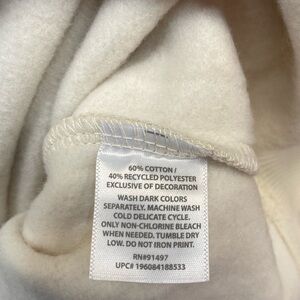 60% COTTON /
40% RECYCLED POLYESTER
EXCLUSIVE OF DECORATION
WASH DARK COLORS
SEPARATELY. MACHINE WASH
COLD DELICATE CYCLE.
ONLY NON-CHLORINE BLEACH
WHEN NEEDED. TUMBLE DRY
LOW. DO NOT IRON PRINT.
RN#91497
UPC# 196084188533